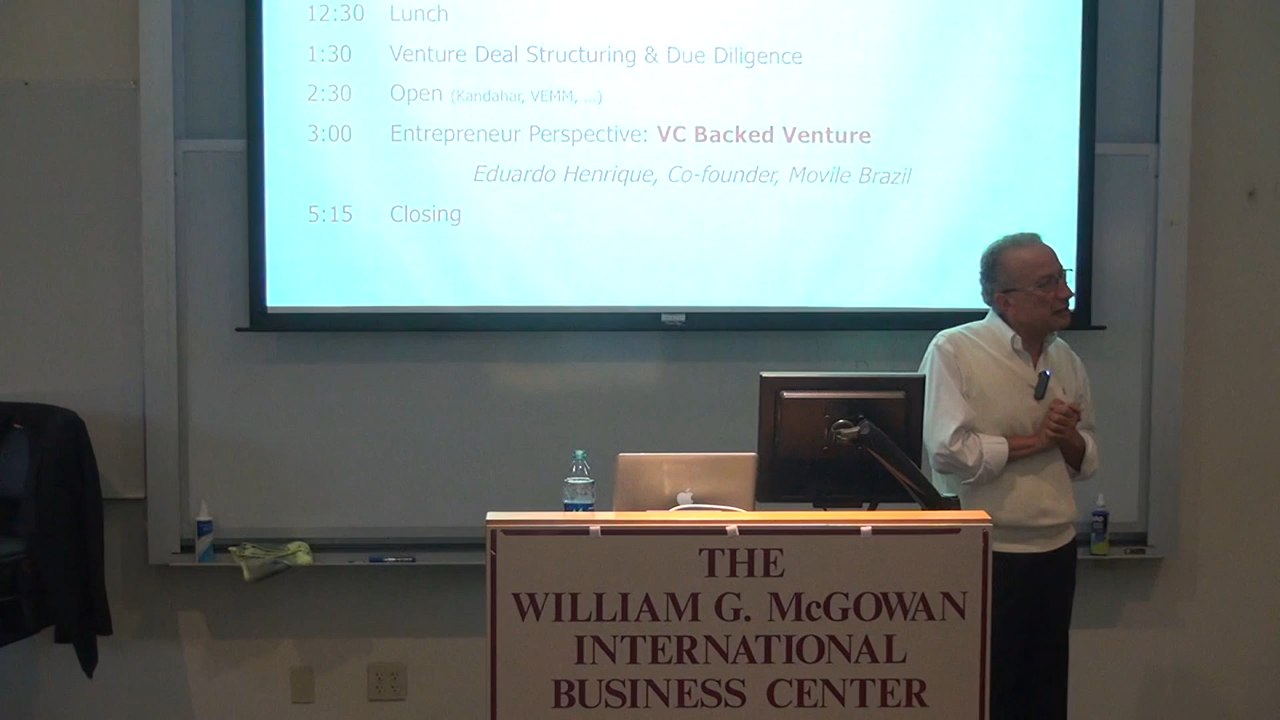 12:30 Lunch
1:30 Venture Deal Structuring & Due Diligence
2:30 Open (Kandahar, VEMM, ...)
3:00 Entrepreneur Perspective: VC Backed Venture
Eduardo Henrique, Co-founder, Movile Brazil
5:15 Closing
THE
WILLIAM G. McGOWAN
INTERNATIONAL
BUSINESS CENTER